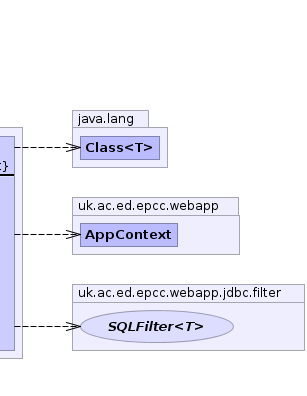 java.lang
Class<T>
t}
uk.ac.ed.epcc.webapp
AppContext
uk.ac.ed.epcc.webapp.jdbc.filter
SQLFilter<T>